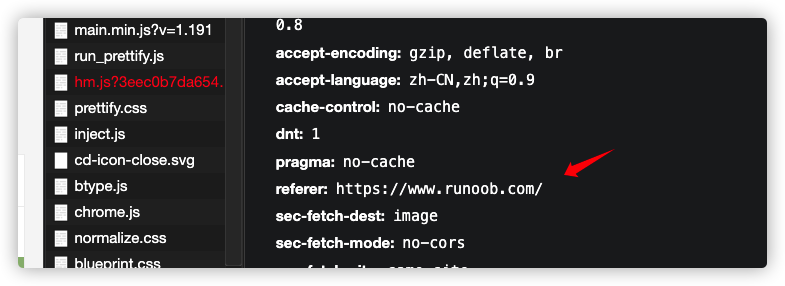 main.min.js?v=1.191
run_prettify.js
hm.js?3eec0b7da654.
prettify.css
inject.js
cd-icon-close.svg
btype.js
chrome.js
normalize.css
blueprint.css
0.8
accept-encoding: gzip, deflate, br
accept-language: zh-CN,zh;q=0.9
cache-control: no-cache
dnt: 1
pragma: no-cache
referer: https://www.runoob.com/
sec-fetch-dest: image
sec-fetch-mode: no-cors